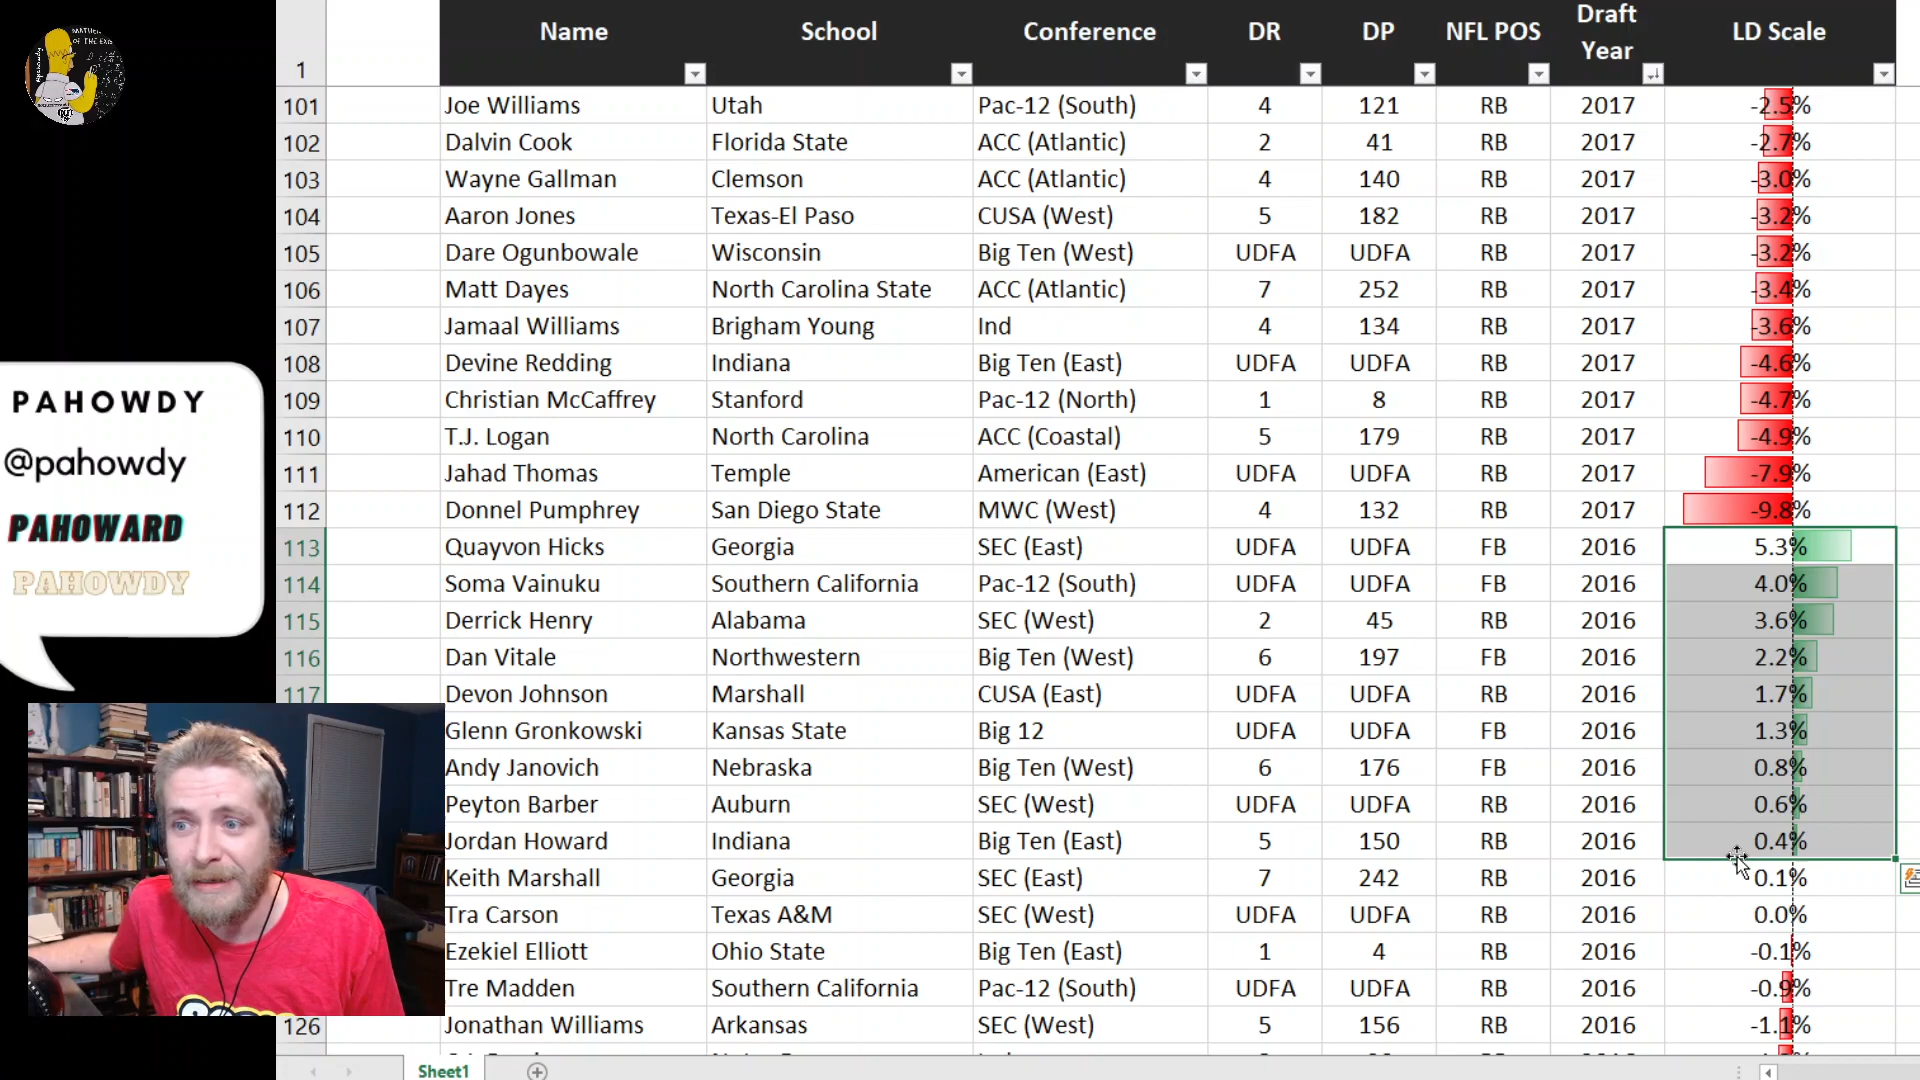 Name School Conference DR DP NFL POS Draft Year LD Scale
1
101 Joe Williams Utah Pac-12 (South) 4 121 RB 2017 -2.5%
102 Dalvin Cook Florida State ACC (Atlantic) 2 41 RB 2017 -2.7%
103 Wayne Gallman Clemson ACC (Atlantic) 4 140 RB 2017 -3.0%
104 Aaron Jones Texas-El Paso CUSA (West) 5 182 RB 2017 -3.2%
105 Dare Ogunbowale Wisconsin Big Ten (West) UDFA UDFA RB 2017 -3.2%
106 Matt Dayes North Carolina State ACC (Atlantic) 7 252 RB 2017 -3.4%
107 Jamaal Williams Brigham Young Ind 4 134 RB 2017 -3.6%
108 Devine Redding Indiana Big Ten (East) UDFA UDFA RB 2017 -4.6%
109 Christian McCaffrey Stanford Pac-12 (North) 1 8 RB 2017 -4.7%
110 T.J. Logan North Carolina ACC (Coastal) 5 179 RB 2017 -4.9%
111 Jahad Thomas Temple American (East) UDFA UDFA RB 2017 -7.9%
112 Donnel Pumphrey San Diego State MWC (West) 4 132 RB 2017 -9.8%
113 Quayvon Hicks Georgia SEC (East) UDFA UDFA FB 2016 5.3%
114 Soma Vainuku Southern California Pac-12 (South) UDFA UDFA FB 2016 4.0%
115 Derrick Henry Alabama SEC (West) 2 45 RB 2016 3.6%
116 Dan Vitale Northwestern Big Ten (West) 6 197 FB 2016 2.2%
117 Devon Johnson Marshall CUSA (East) UDFA UDFA RB 2016 1.7%
Glenn Gronkowski Kansas State Big 12 UDFA UDFA FB 2016 1.3%
Andy Janovich Nebraska Big Ten (West) 6 176 FB 2016 0.8%
Peyton Barber Auburn SEC (West) UDFA UDFA RB 2016 0.6%
Jordan Howard Indiana Big Ten (East) 5 150 RB 2016 0.4%
Keith Marshall Georgia SEC (East) 7 242 RB 2016 0.1%
Tra Carson Texas A&M SEC (West) UDFA UDFA RB 2016 0.0%
Ezekiel Elliott Ohio State Big Ten (East) 1 4 RB 2016 -0.1%
Tre Madden Southern California Pac-12 (South) UDFA UDFA RB 2016 -0.9%
126 Jonathan Williams Arkansas SEC (West) 5 156 RB 2016 -1.1%
Sheet1
PAHOWDY
@pahowdy
PAHOWARD
PAHOWDY